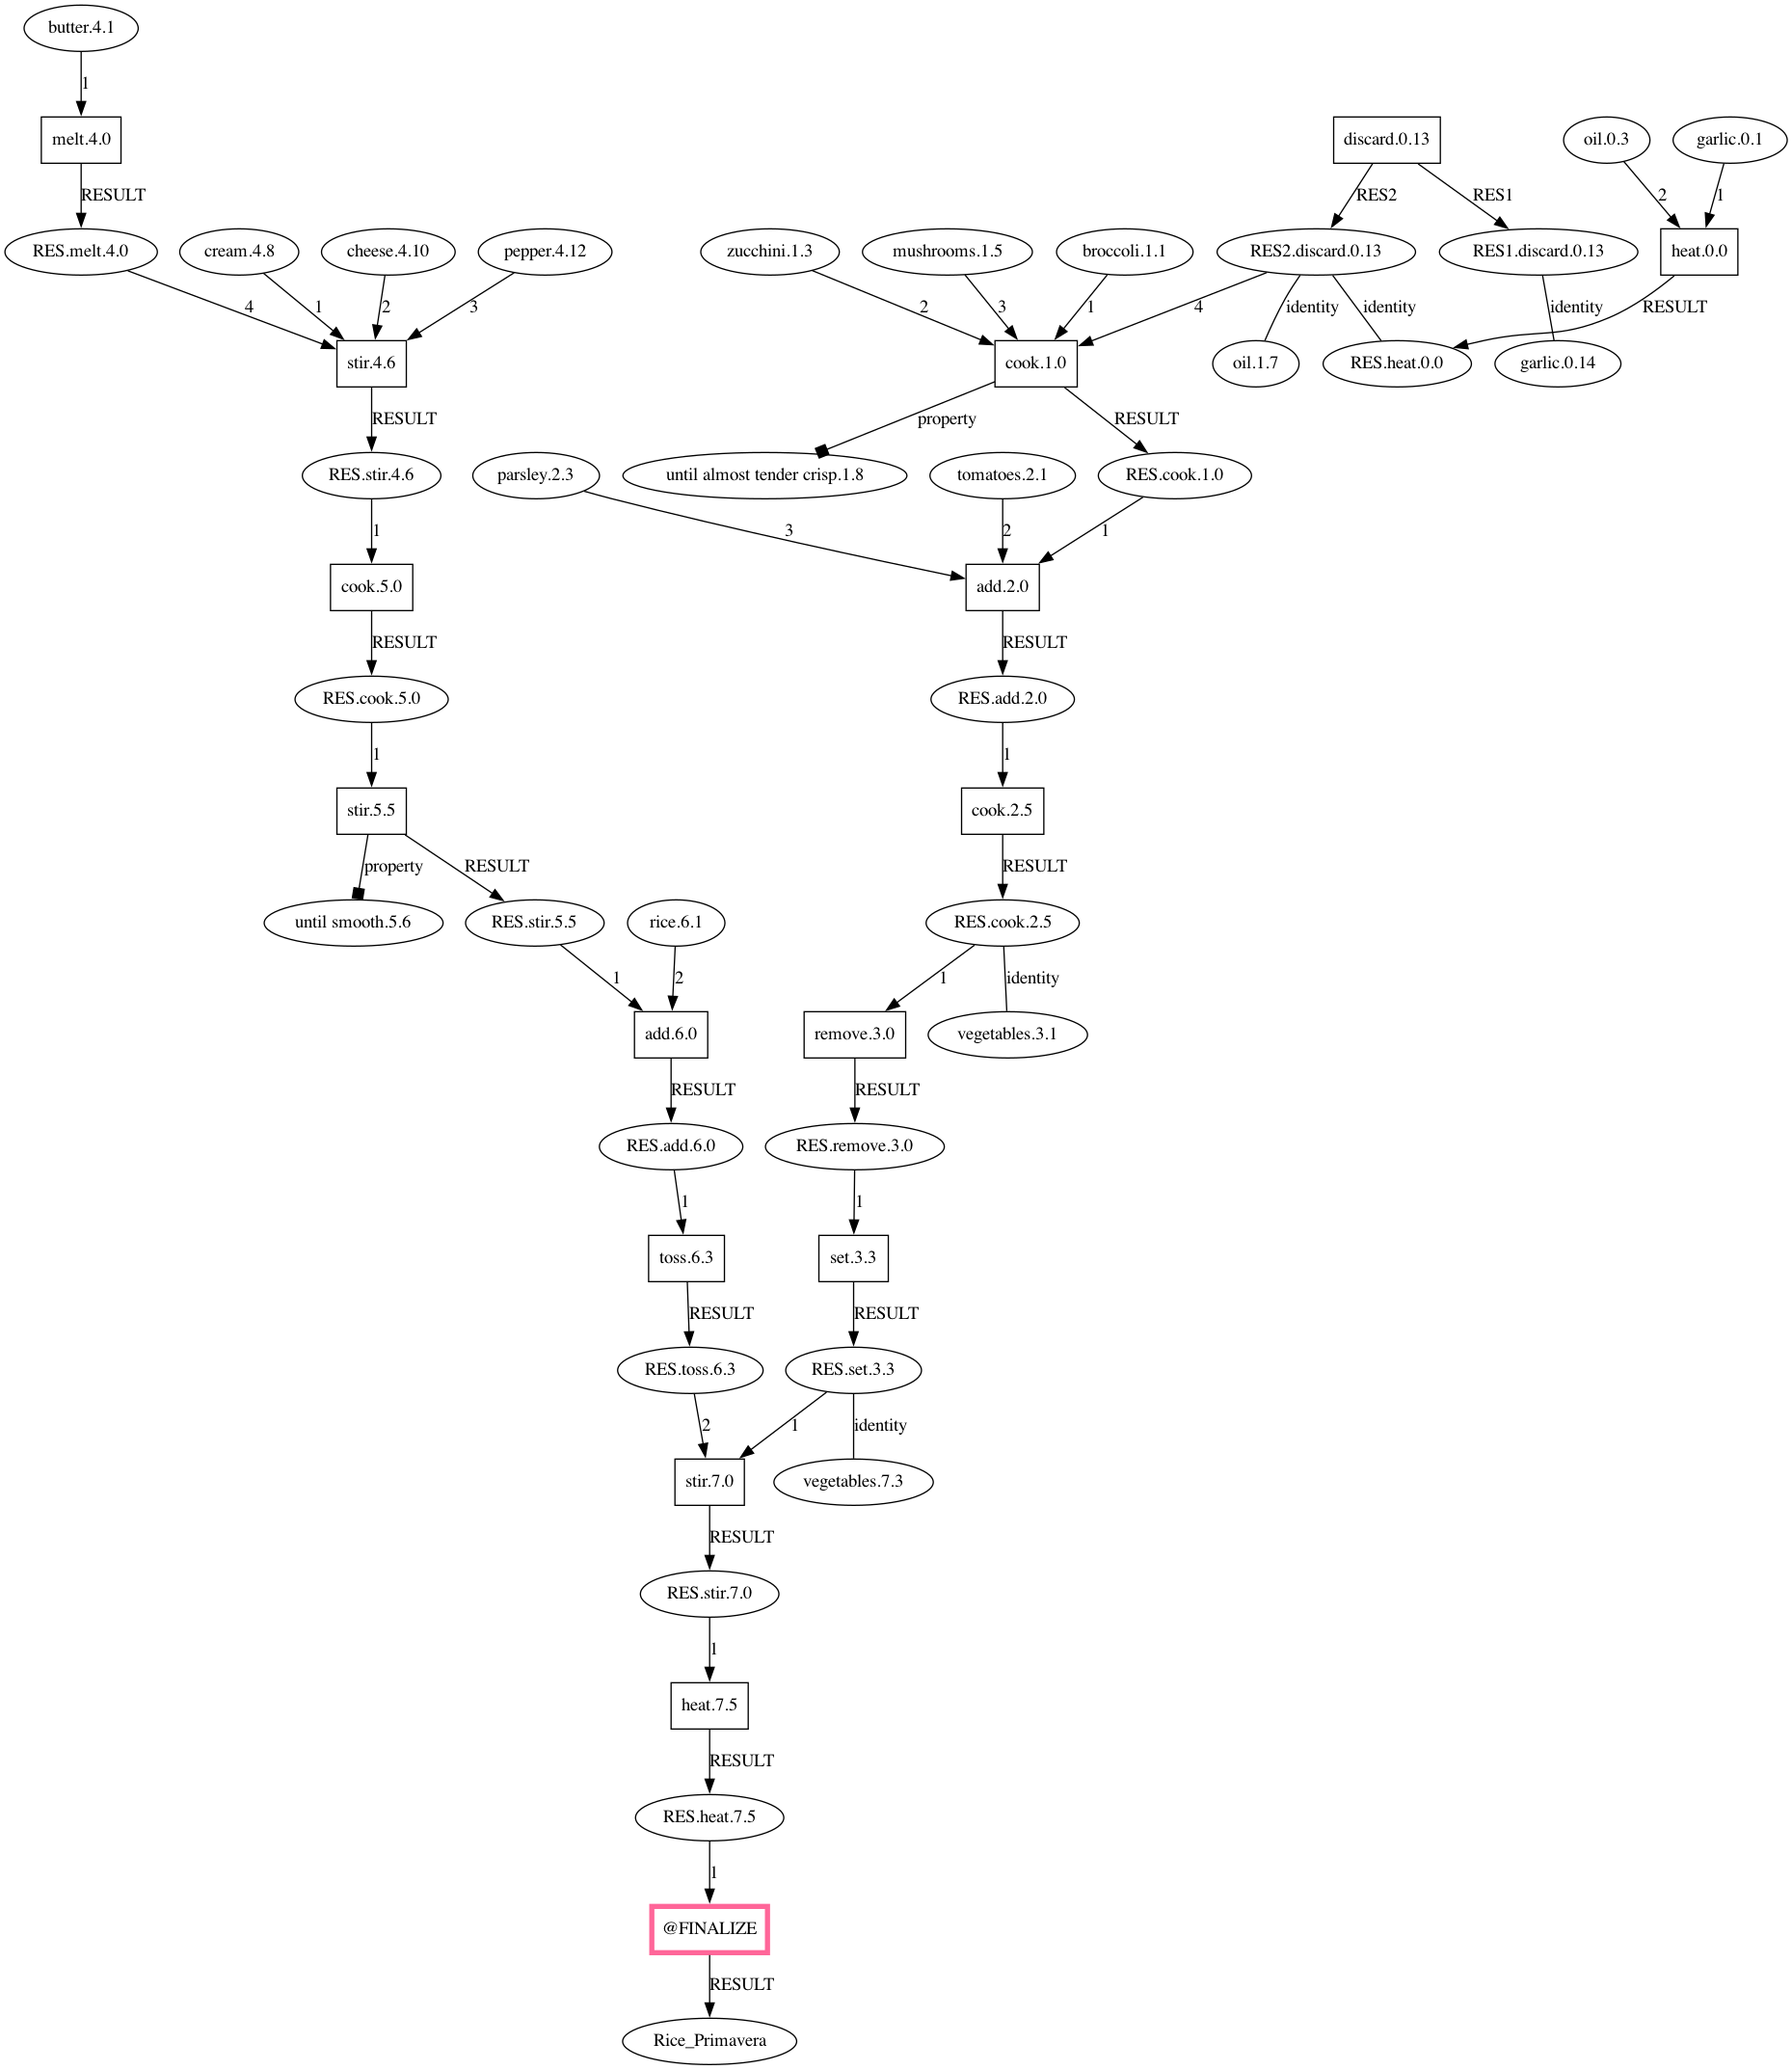 butter.4.1
1
melt.4.0
discard.0.13
oil.0.3
garlic.0.1
RESULT
RES2
RES1
2
1
RES.melt.4.0
cream.4.8
cheese.4.10
pepper.4.12
zucchini.1.3
mushrooms.1.5
broccoli.1.1
RES2.discard.0.13
RES1.discard.0.13
heat.0.0
4
1
2
3
2
3
1
4
identity
identity
identity
RESULT
stir.4.6
cook.1.0
oil.1.7
RES.heat.0.0
garlic.0.14
RESULT
property
RESULT
RES.stir.4.6
parsley.2.3
until almost tender crisp.1.8
tomatoes.2.1
RES.cook.1.0
1
3
2
1
cook.5.0
add.2.0
RESULT
RESULT
RES.cook.5.0
RES.add.2.0
1
1
stir.5.5
cook.2.5
property
RESULT
RESULT
until smooth.5.6
RES.stir.5.5
rice.6.1
RES.cook.2.5
1
2
1
identity
add.6.0
remove.3.0
vegetables.3.1
RESULT
RESULT
RES.add.6.0
RES.remove.3.0
1
1
toss.6.3
set.3.3
RESULT
RESULT
RES.toss.6.3
RES.set.3.3
2
1
identity
stir.7.0
vegetables.7.3
RESULT
RES.stir.7.0
1
heat.7.5
RESULT
RES.heat.7.5
1
@FINALIZE
RESULT
Rice_Primavera